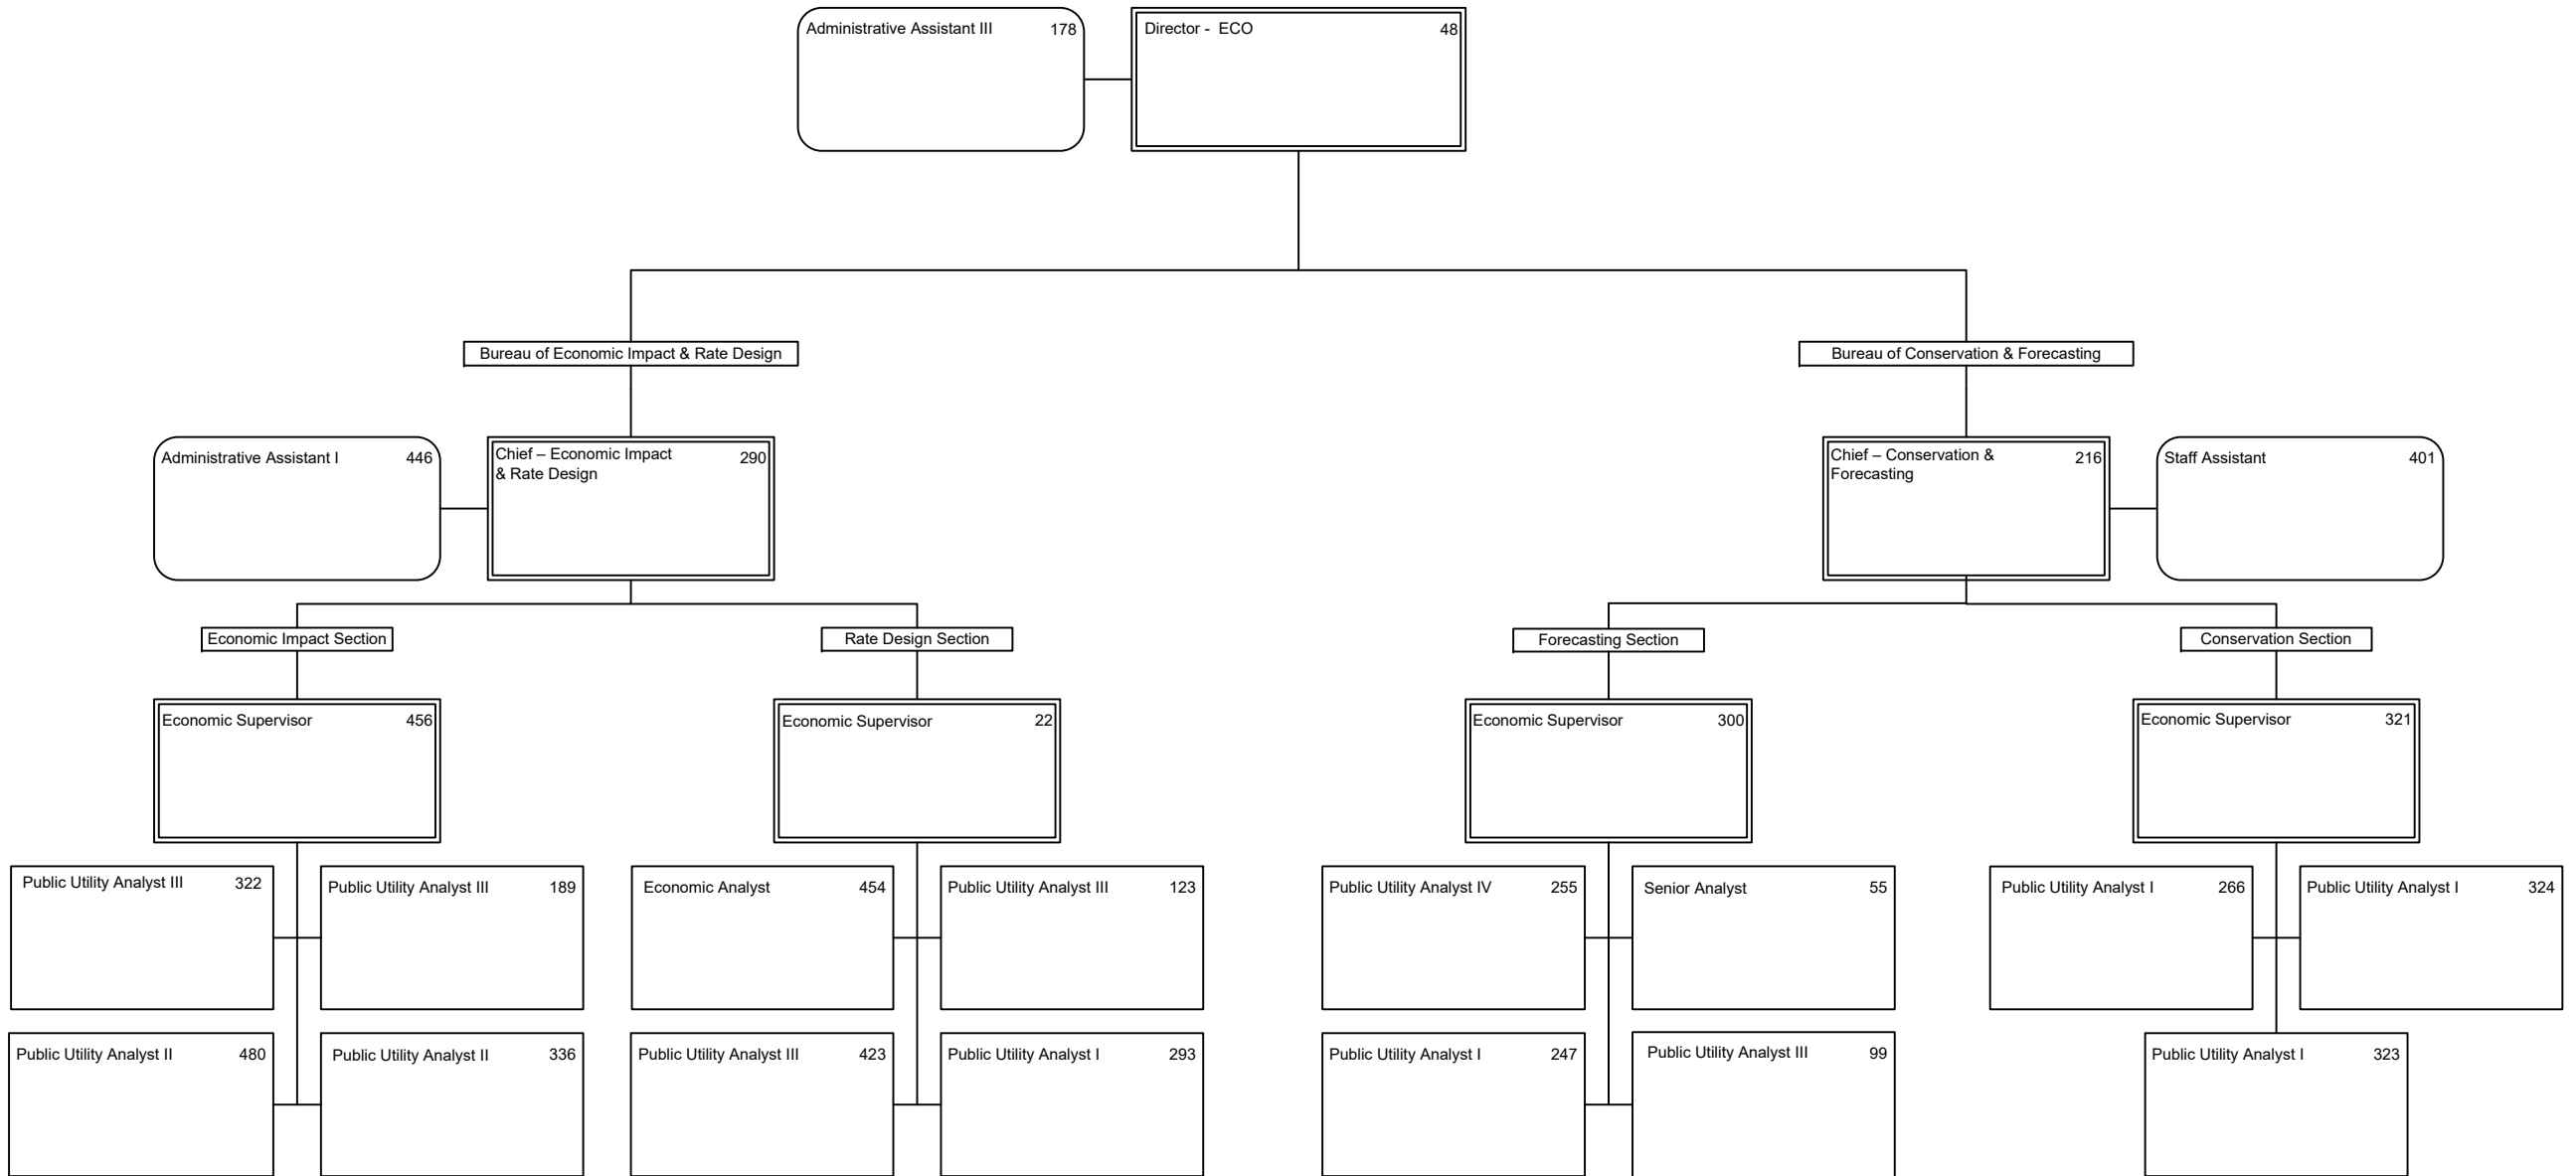 Administrative Assistant III 178
Director - ECO 48
Bureau of Economic Impact & Rate Design
Bureau of Conservation & Forecasting
Administrative Assistant I 446
Chief – Economic Impact 290
& Rate Design
Chief – Conservation & 216
Forecasting
Staff Assistant 401
Economic Impact Section
Rate Design Section
Forecasting Section
Conservation Section
Economic Supervisor 456
Economic Supervisor 22
Economic Supervisor 300
Economic Supervisor 321
Public Utility Analyst III 322
Public Utility Analyst III 189
Economic Analyst 454
Public Utility Analyst III 123
Public Utility Analyst IV 255
Senior Analyst 55
Public Utility Analyst I 266
Public Utility Analyst I 324
Public Utility Analyst II 480
Public Utility Analyst II 336
Public Utility Analyst III 423
Public Utility Analyst I 293
Public Utility Analyst I 247
Public Utility Analyst III 99
Public Utility Analyst I 323